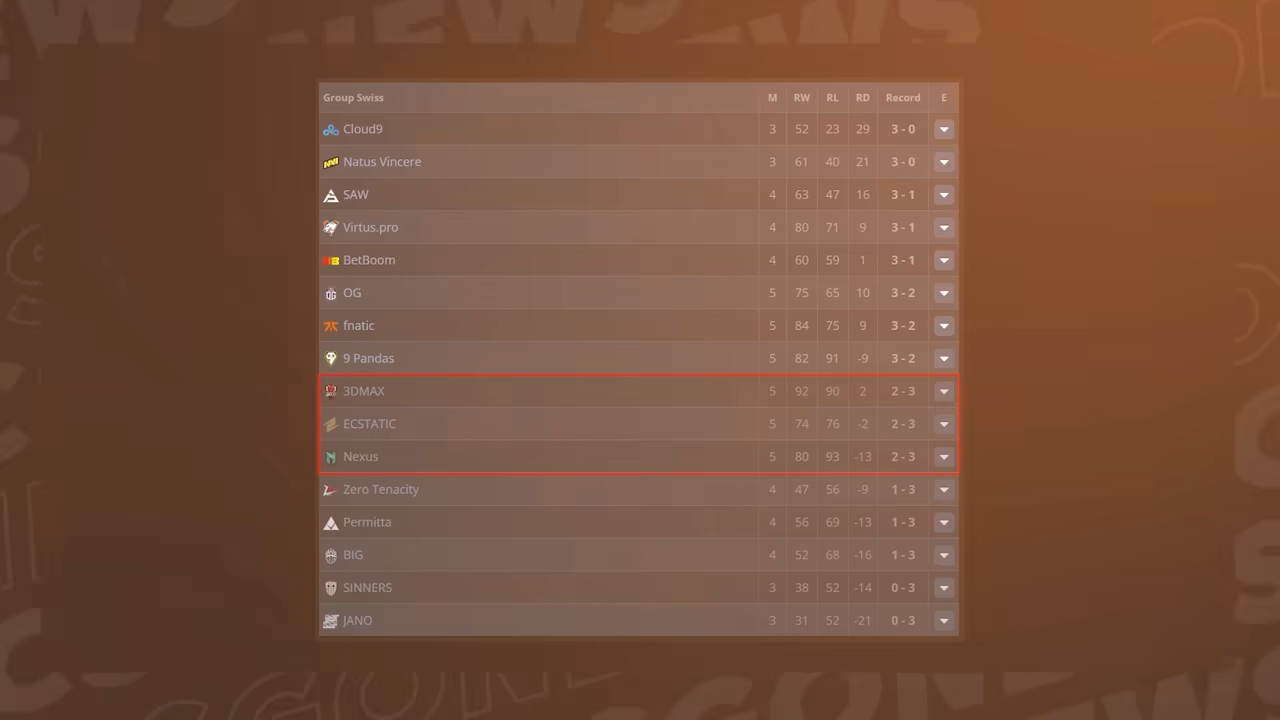 Group Swiss M RW RL RD Record E
Cloud9 3 52 23 29 3 - 0
Natus Vincere 3 61 40 21 3 - 0
SAW 4 63 47 16 3 - 1
Virtus.pro 4 80 71 9 3 - 1
BetBoom 4 60 59 1 3 - 1
OG 5 75 65 10 3 - 2
fnatic 5 84 75 9 3 - 2
9 Pandas 5 82 91 -9 3 - 2
3DMAX 5 92 90 2 2 - 3
ECSTATIC 5 74 76 -2 2 - 3
Nexus 5 80 93 -13 2 - 3
Zero Tenacity 4 47 56 -9 1 - 3
Permitta 4 56 69 -13 1 - 3
BIG 4 52 68 -16 1 - 3
SINNERS 3 38 52 -14 0 - 3
JANO 3 31 52 -21 0 - 3